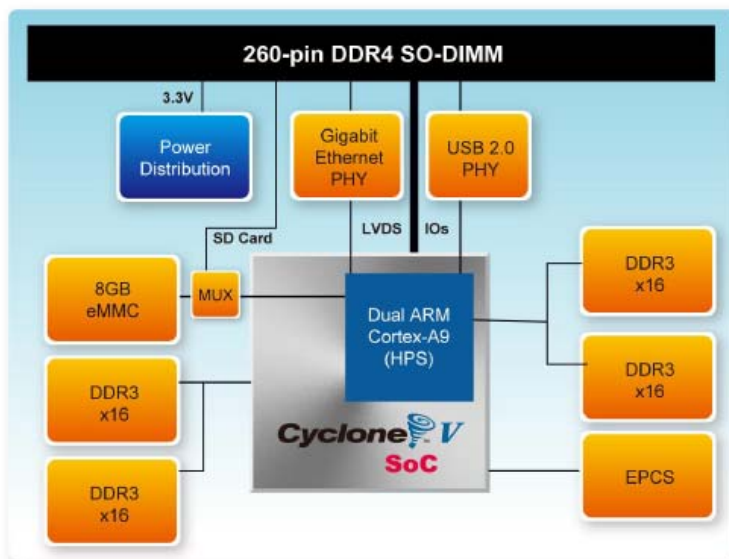 260-pin DDR4 SO-DIMM
3.3V
Power
Distribution
Gigabit
Ethernet
PHY
USB 2.0
PHY
SD Card
LVDS
IOs
8GB
eMMC
MUX
Dual ARM
Cortex-A9
(HPS)
DDR3
x16
DDR3
x16
DDR3
x16
DDR3
x16
Cyclone V
SoC
EPCS